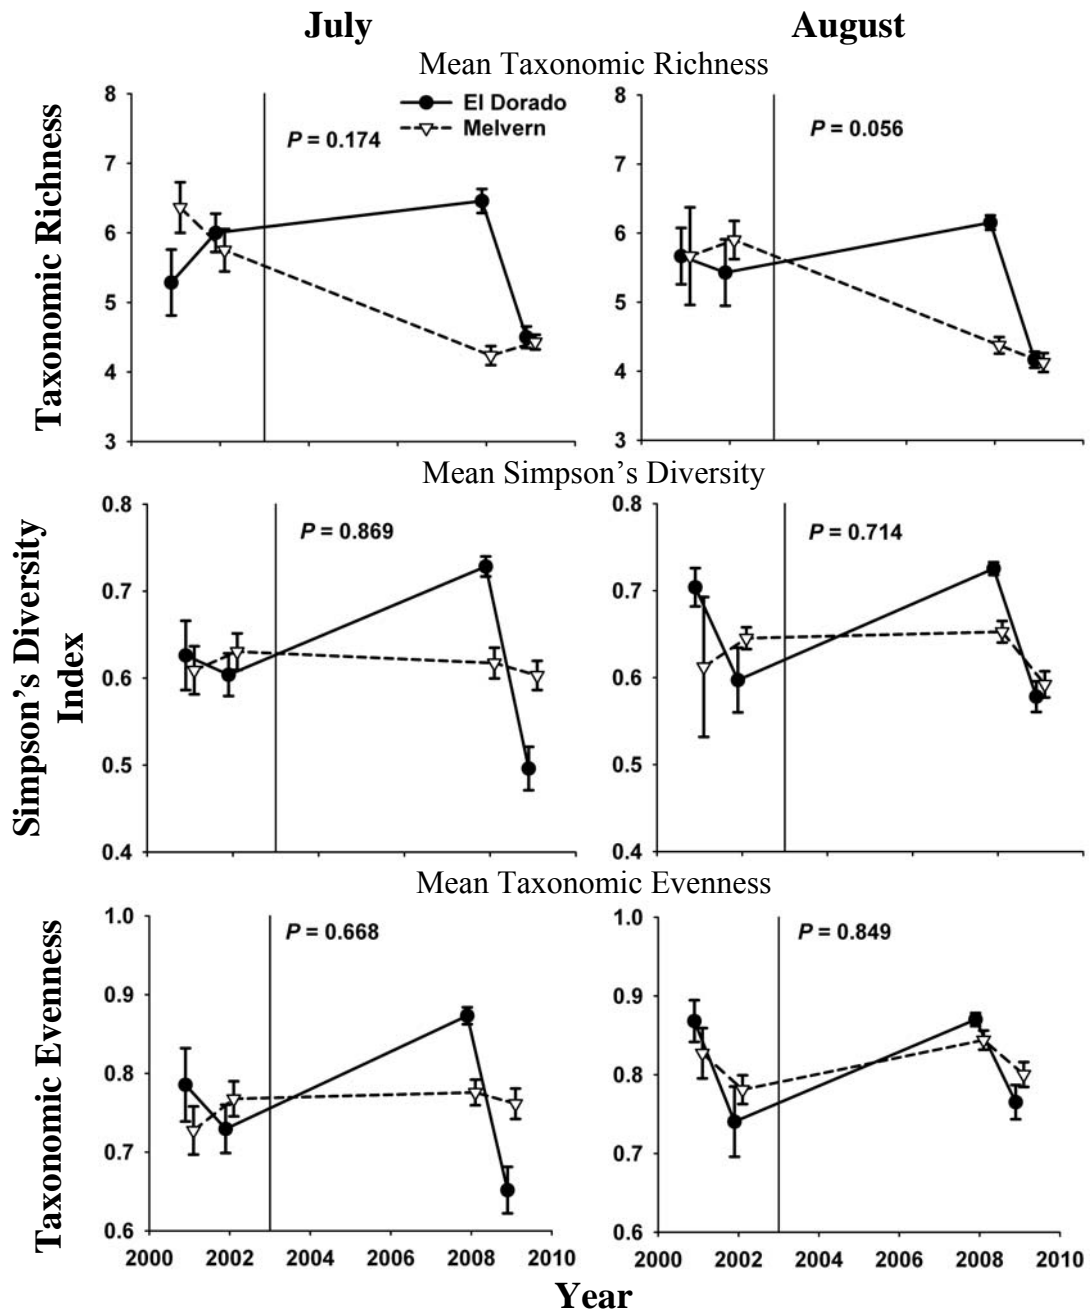 July
August
Mean Taxonomic Richness
Taxonomic Richness
8
7
6
5
4
3
P = 0.174
El Dorado
Melvern
8
7
6
5
4
3
P = 0.056
Mean Simpson's Diversity
Simpson's Diversity
Index
0.8
0.7
0.6
0.5
0.4
P = 0.869
0.8
0.7
0.6
0.5
0.4
P = 0.714
Mean Taxonomic Evenness
Taxonomic Evenness
1.0
0.9
0.8
0.7
0.6
P = 0.668
2000 2002 2004 2006 2008 2010
1.0
0.9
0.8
0.7
0.6
P = 0.849
2000 2002 2004 2006 2008 2010
Year